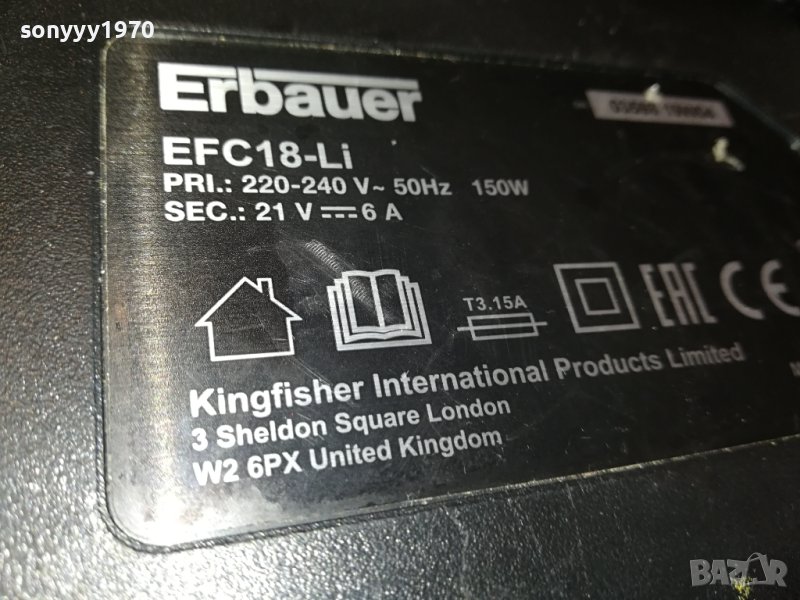 sonyyy1970
Erbauer
EFC18-Li
PRI.: 220-240 V~ 50Hz 150W
SEC.: 21 V⎓6 A
T3.15A
EAC CE
Kingfisher International Products Limited
3 Sheldon Square London
W2 6PX United Kingdom
BAZAR